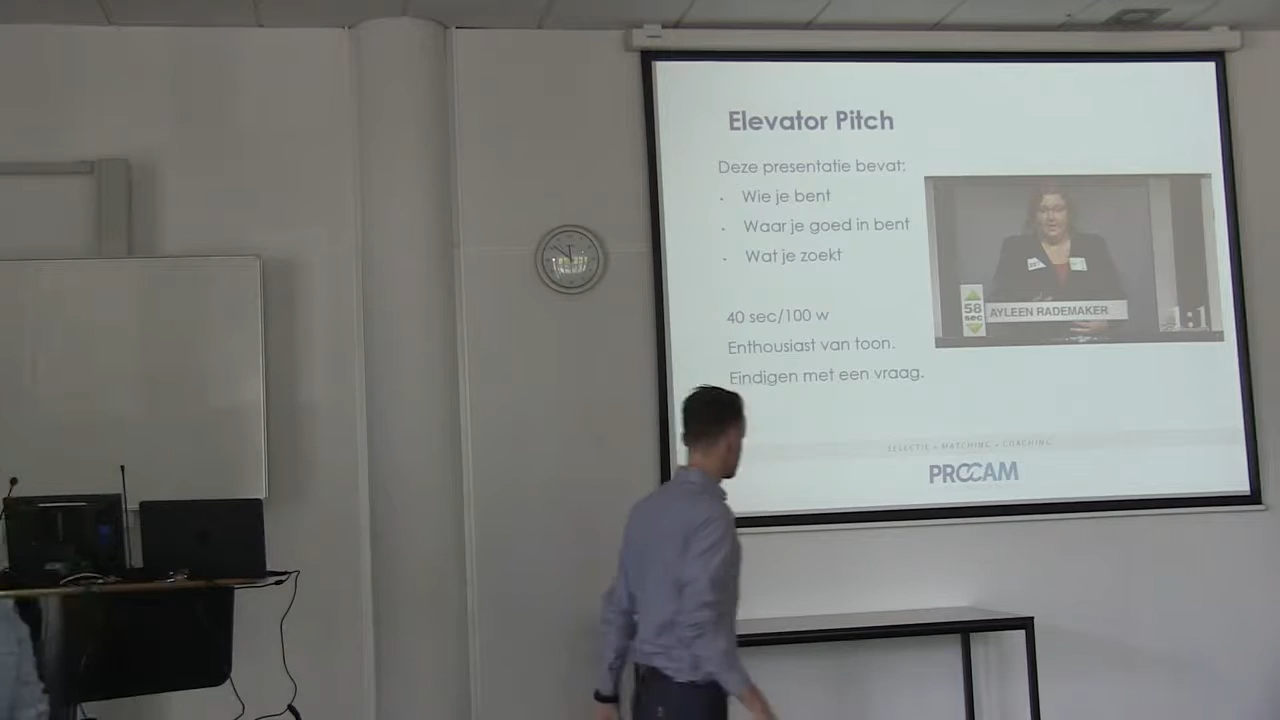 Elevator Pitch
Deze presentatie bevat:
- Wie je bent
- Waar je goed in bent
- Wat je zoekt
40 sec/100 w
Enthousiast van toon.
Eindigen met een vraag.
58
sec
AYLEEN RADEMAKER
1:1
SELECTIE • MATCHING • COACHING
PROCAM